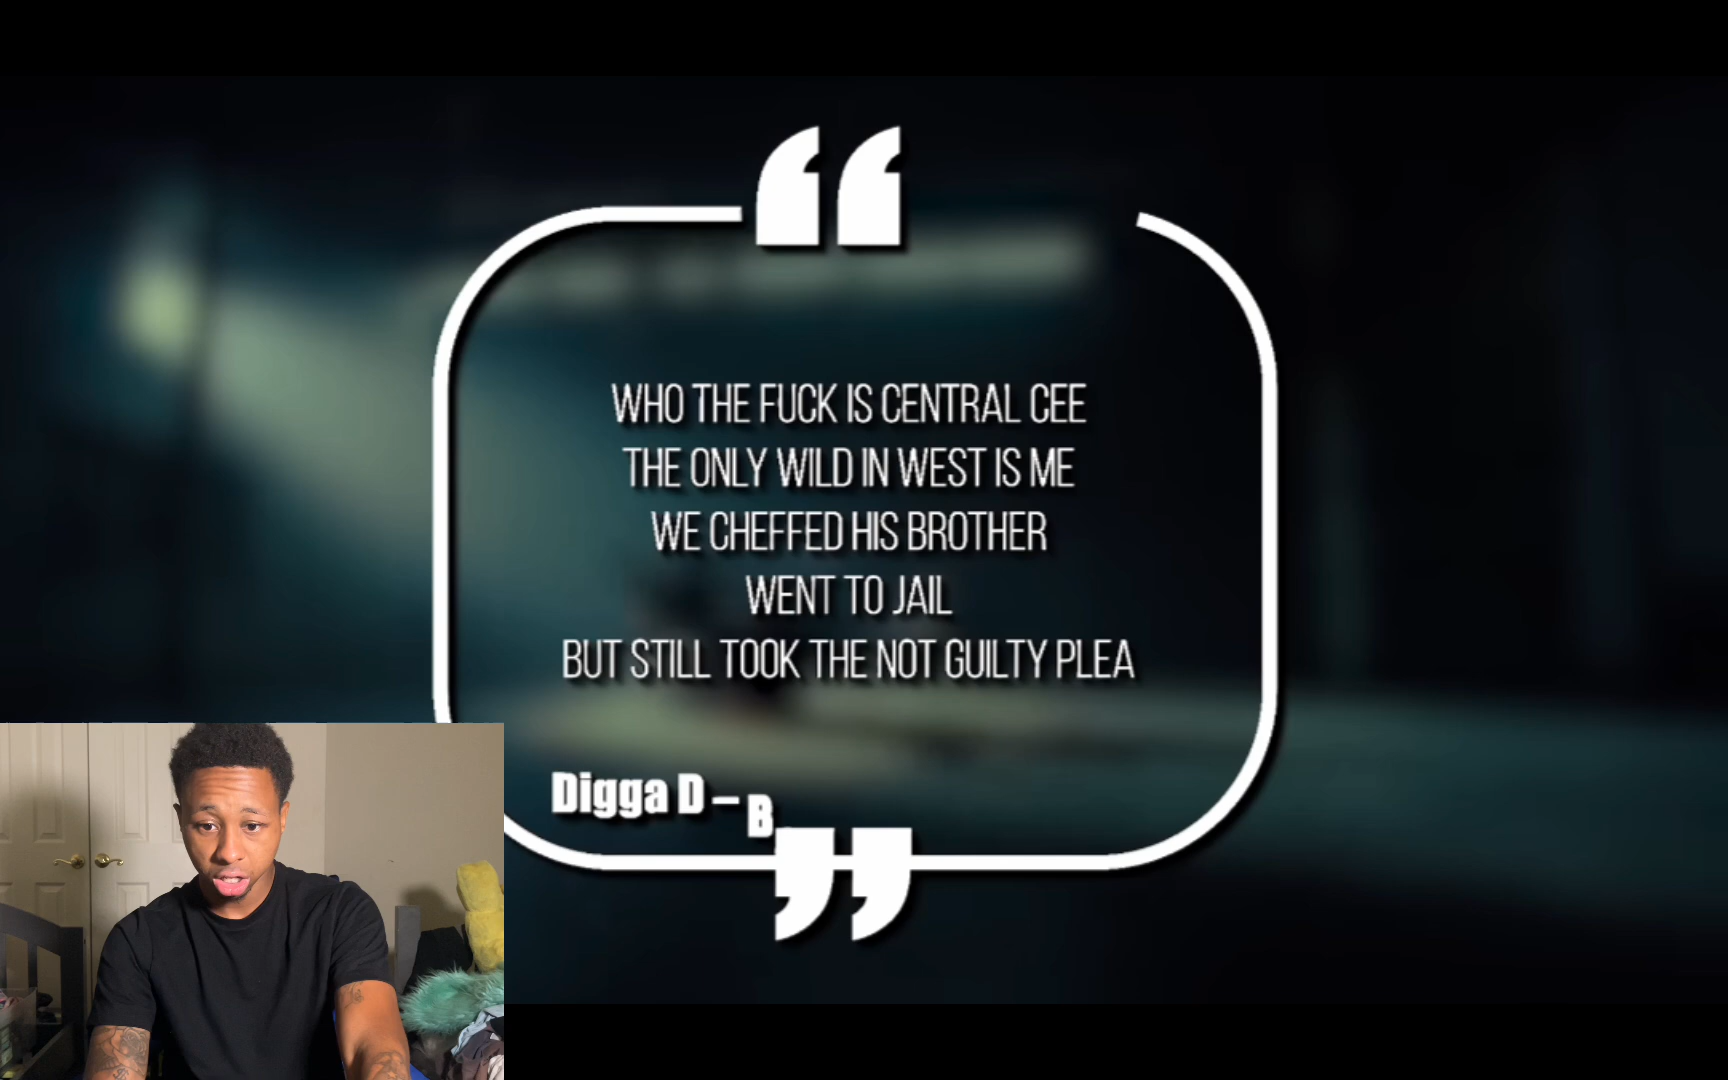 WHO THE FUCK IS CENTRAL CEE
THE ONLY WILD IN WEST IS ME
WE CHEFFED HIS BROTHER
WENT TO JAIL
BUT STILL TOOK THE NOT GUILTY PLEA
Digga D – B